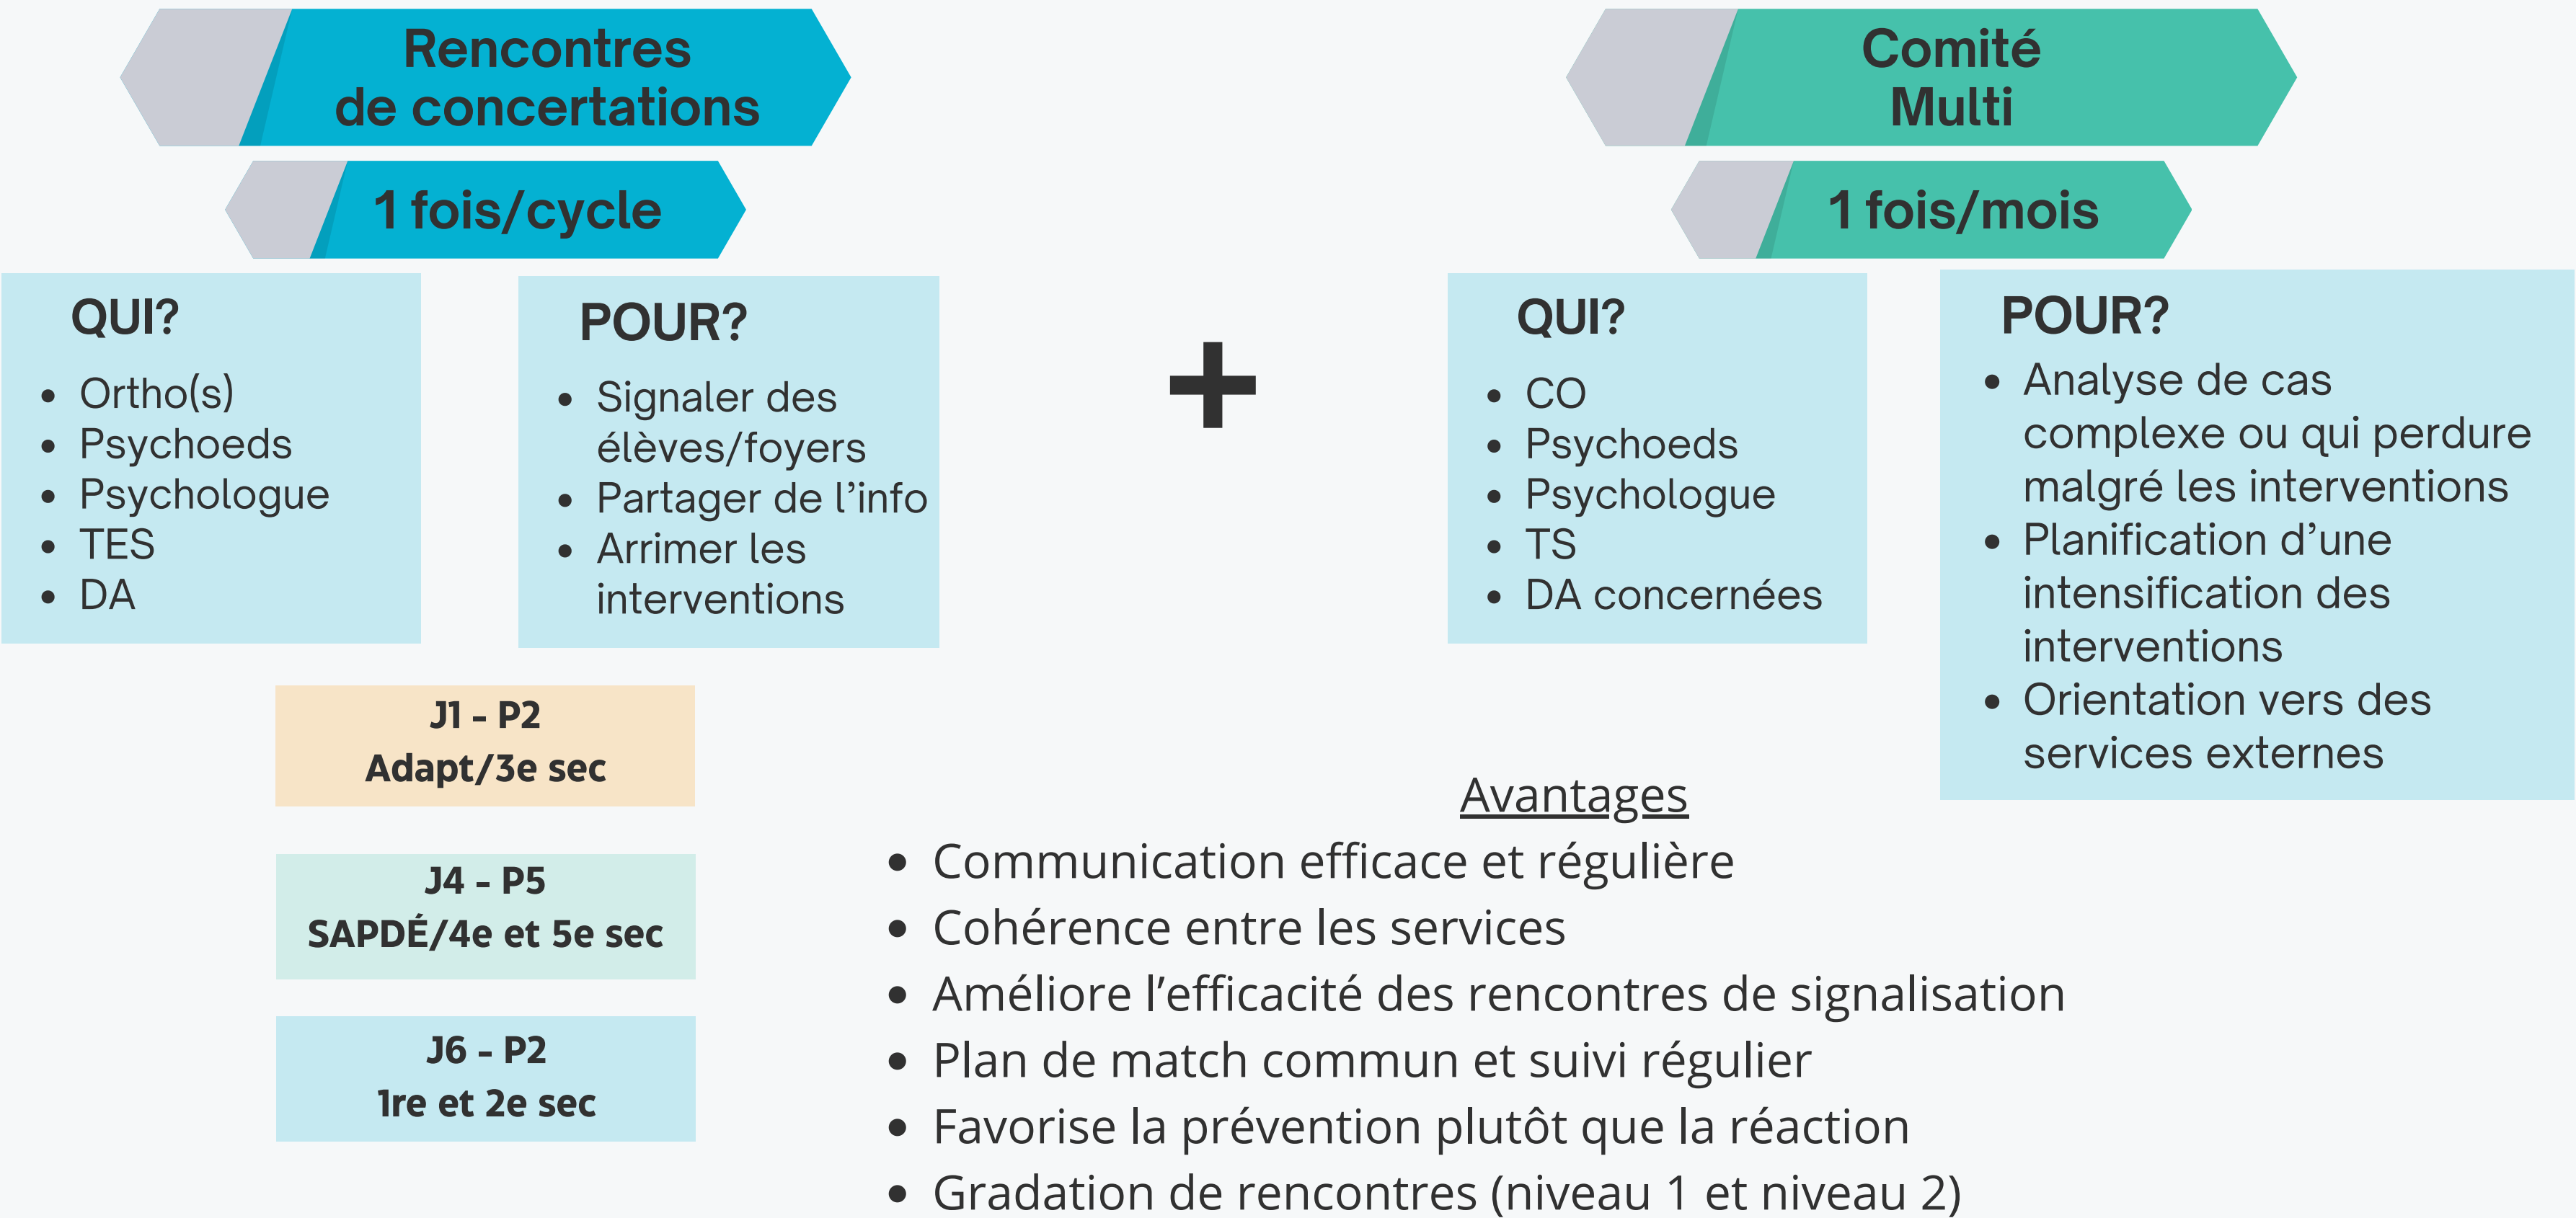 Rencontres
de concertations
1 fois/cycle
QUI?
• Ortho(s)
• Psychoeds
• Psychologue
• TES
• DA
POUR?
• Signaler des
élèves/foyers
• Partager de l’info
• Arrimer les
interventions
J1 - P2
Adapt/3e sec
J4 - P5
SAPDÉ/4e et 5e sec
J6 - P2
1re et 2e sec
+
Comité
Multi
1 fois/mois
QUI?
• CO
• Psychoeds
• Psychologue
• TS
• DA concernées
POUR?
• Analyse de cas
complexe ou qui perdure
malgré les interventions
• Planification d’une
intensification des
interventions
• Orientation vers des
services externes
Avantages
• Communication efficace et régulière
• Cohérence entre les services
• Améliore l’efficacité des rencontres de signalisation
• Plan de match commun et suivi régulier
• Favorise la prévention plutôt que la réaction
• Gradation de rencontres (niveau 1 et niveau 2)